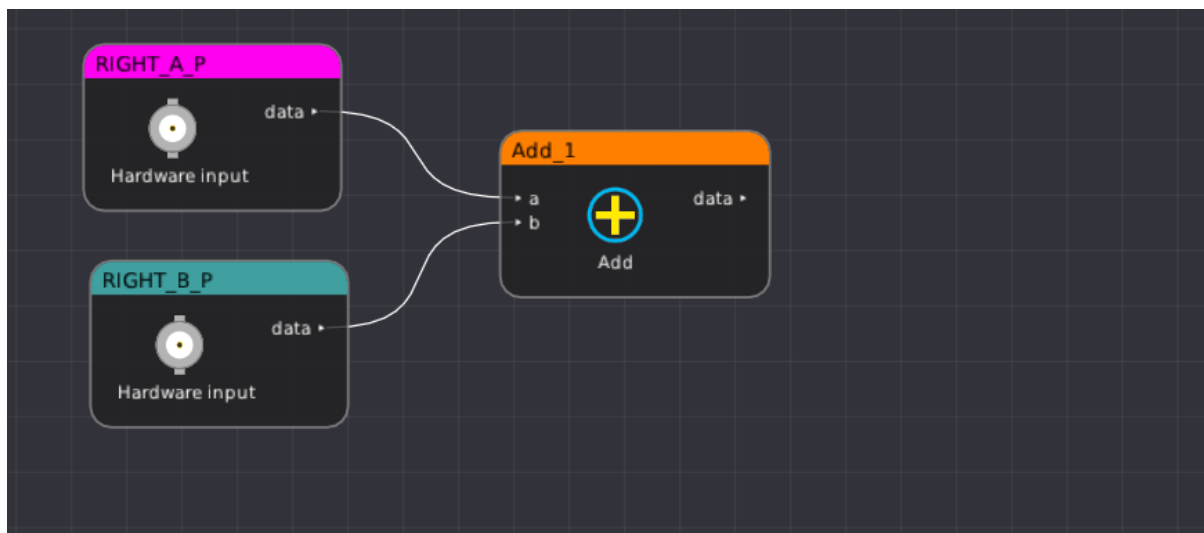 RIGHT_A_P
data
Hardware input
Add_1
a
data
b
Add
RIGHT_B_P
data
Hardware input